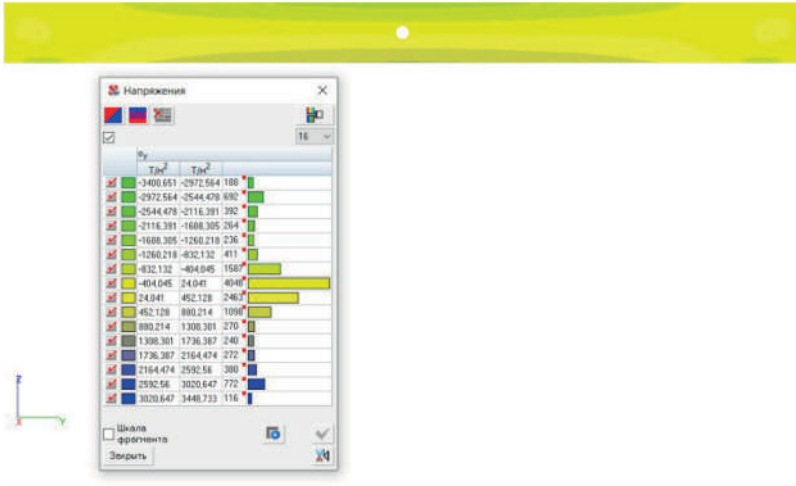 Напряжения
16
σy
Т/м2 Т/м2
-3400,651 -2972,564 188
-2972,564 -2544,478 692
-2544,478 -2116,391 392
-2116,391 -1688,305 264
-1688,305 -1260,218 236
-1260,218 -832,132 411
-832,132 -404,045 1587
-404,045 24,041 4048
24,041 452,128 2463
452,128 880,214 1098
880,214 1308,301 270
1308,301 1736,387 240
1736,387 2164,474 272
2164,474 2592,56 380
2592,56 3020,647 772
3020,647 3448,733 116
Шкала
фрагмента
Закрыть
Z
X Y